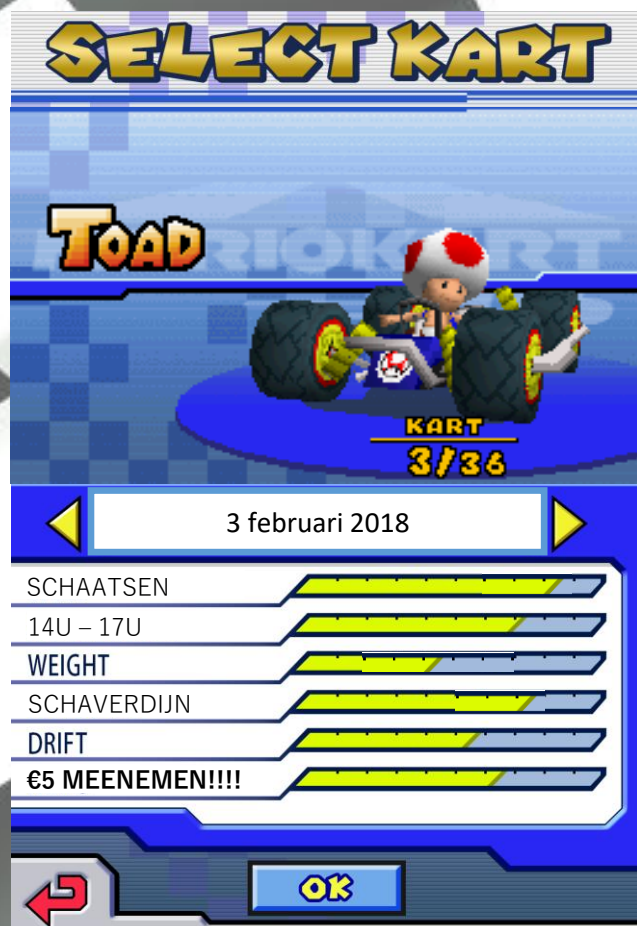 SELECT KART
TOAD
MARIOKART
KART
3/36
3 februari 2018
SCHAATSEN
14U – 17U
WEIGHT
SCHAVERDIJN
DRIFT
€5 MEENEMEN!!!!
OK